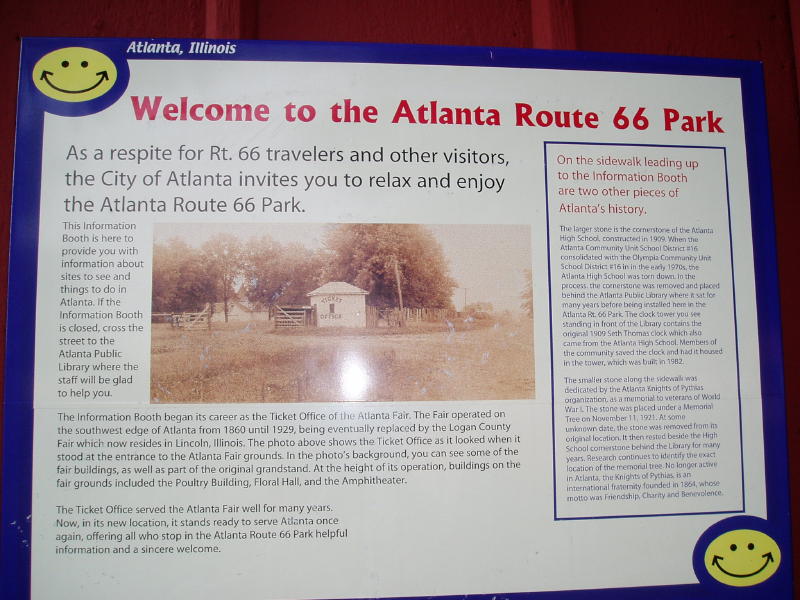 Atlanta, Illinois
Welcome to the Atlanta Route 66 Park
As a respite for Rt. 66 travelers and other visitors,
the City of Atlanta invites you to relax and enjoy
the Atlanta Route 66 Park.
This Information
Booth is here to
provide you with
information about
sites to see and
things to do in
Atlanta. If the
Information Booth
is closed, cross the
street to the
Atlanta Public
Library where the
staff will be glad
to help you.
TICKET
OFFICE
The Information Booth began its career as the Ticket Office of the Atlanta Fair. The Fair operated on
the southwest edge of Atlanta from 1860 until 1929, being eventually replaced by the Logan County
Fair which now resides in Lincoln, Illinois. The photo above shows the Ticket Office as it looked when it
stood at the entrance to the Atlanta Fair grounds. In the photo's background, you can see some of the
fair buildings, as well as part of the original grandstand. At the height of its operation, buildings on the
fair grounds included the Poultry Building, Floral Hall, and the Amphitheater.
The Ticket Office served the Atlanta Fair well for many years.
Now, in its new location, it stands ready to serve Atlanta once
again, offering all who stop in the Atlanta Route 66 Park helpful
information and a sincere welcome.
On the sidewalk leading up
to the Information Booth
are two other pieces of
Atlanta's history.
The larger stone is the cornerstone of the Atlanta
High School, constructed in 1909. When the
Atlanta Community Unit School District #16
consolidated with the Olympia Community Unit
School District #16 in in the early 1970s, the
Atlanta High School was torn down. In the
process, the cornerstone was removed and placed
behind the Atlanta Public Library where it sat for
many years before being installed here in the
Atlanta Rt. 66 Park. The clock tower you see
standing in front of the Library contains the
original 1909 Seth Thomas clock which also
came from the Atlanta High School. Members of
the community saved the clock and had it housed
in the tower, which was built in 1982.
The smaller stone along the sidewalk was
dedicated by the Atlanta Knights of Pythias
organization, as a memorial to veterans of World
War I. The stone was placed under a Memorial
Tree on November 11, 1921. At some
unknown date, the stone was removed from its
original location. It then rested beside the High
School cornerstone behind the Library for many
years. Research continues to identify the exact
location of the memorial tree. No longer active
in Atlanta, the Knights of Pythias, is an
international fraternity founded in 1864, whose
motto was Friendship, Charity and Benevolence.